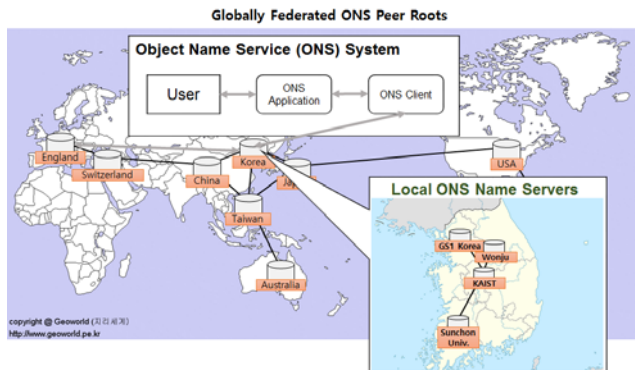 Globally Federated ONS Peer Roots
Object Name Service (ONS) System
User
ONS
Application
ONS Client
England
Switzerland
China
Korea
USA
Taiwan
Australia
Local ONS Name Servers
GS1 Korea
Wonju
KAIST
Sunchon
Univ.
copyright @ Geoworld (지리세계)
http://www.geoworld.pe.kr